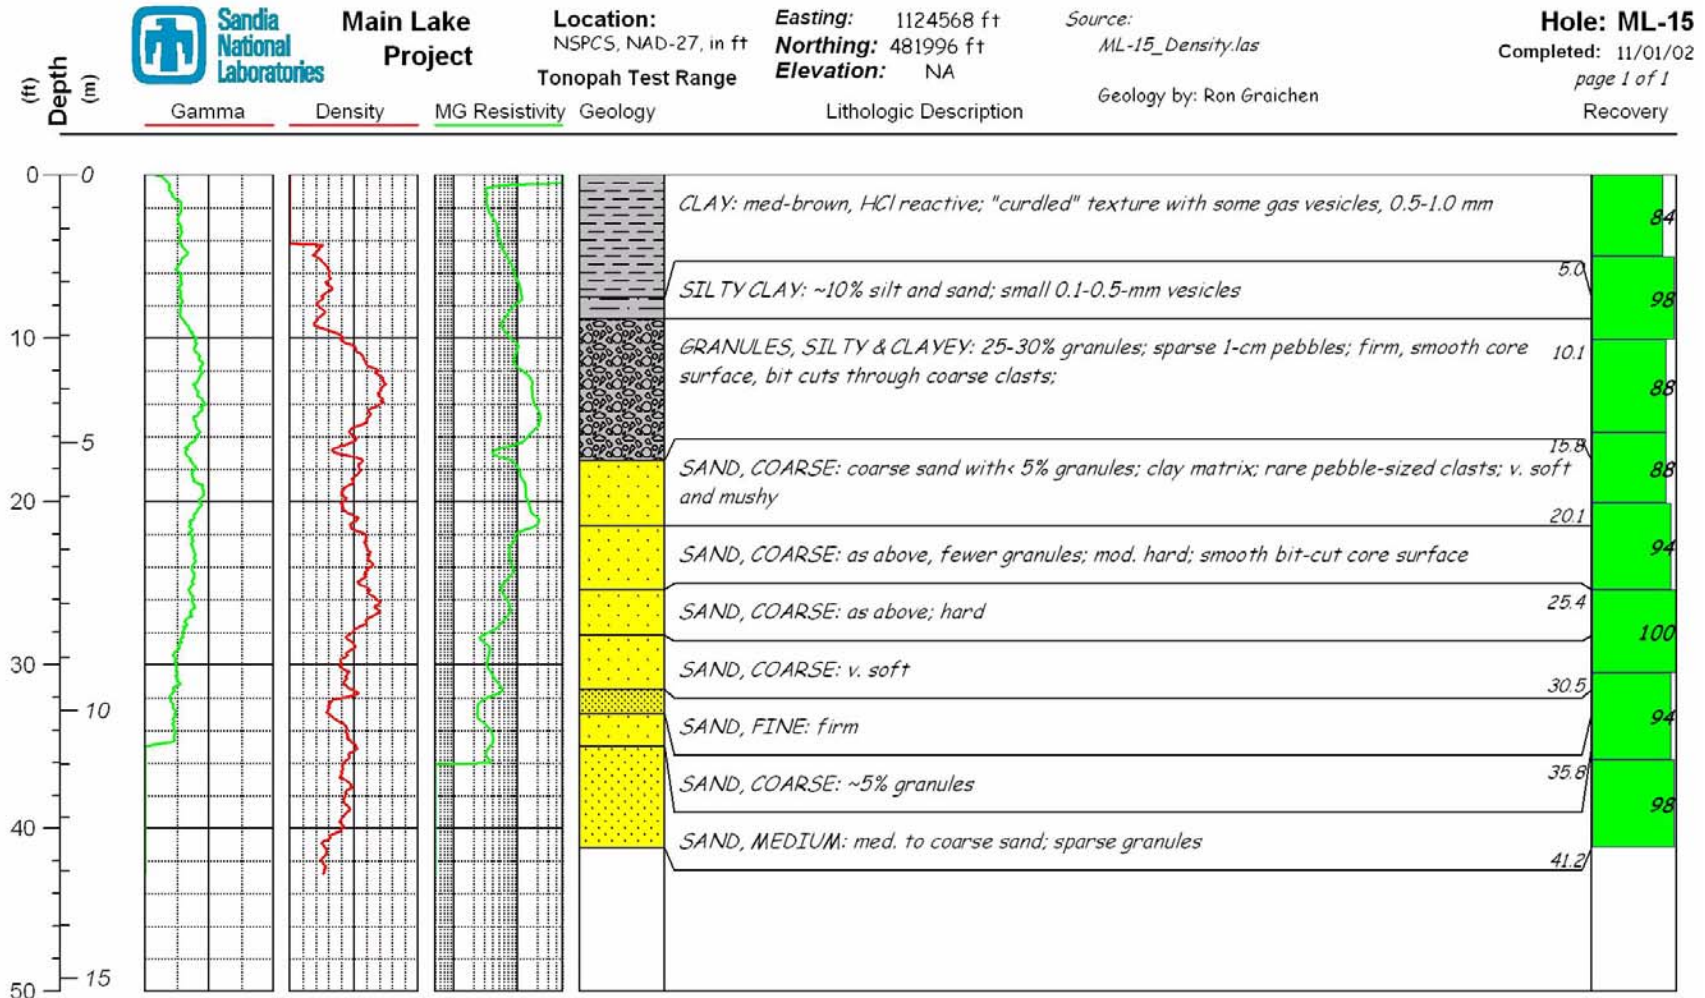 Sandia
National
Laboratories
Main Lake
Project
Location:
NSPCS, NAD-27, in ft
Tonopah Test Range
Easting: 1124568 ft
Northing: 481996 ft
Elevation: NA
Source:
ML-15_Density.las
Geology by: Ron Graichen
Hole: ML-15
Completed: 11/01/02
page 1 of 1
(ft)
Depth
(m)
Gamma
Density
MG Resistivity
Geology
Lithologic Description
Recovery
0
0
CLAY: med-brown, HCl reactive; "curdled" texture with some gas vesicles, 0.5-1.0 mm
84
5.0
SILTY CLAY: ~10% silt and sand; small 0.1-0.5-mm vesicles
98
10
GRANULES, SILTY & CLAYEY: 25-30% granules; sparse 1-cm pebbles; firm, smooth core
surface, bit cuts through coarse clasts;
10.1
88
5
15.8
SAND, COARSE: coarse sand with< 5% granules; clay matrix; rare pebble-sized clasts; v. soft
and mushy
88
20
20.1
SAND, COARSE: as above, fewer granules; mod. hard; smooth bit-cut core surface
94
25.4
SAND, COARSE: as above; hard
100
30
SAND, COARSE: v. soft
30.5
10
SAND, FINE: firm
94
35.8
SAND, COARSE: ~5% granules
98
40
SAND, MEDIUM: med. to coarse sand; sparse granules
41.2
15
50